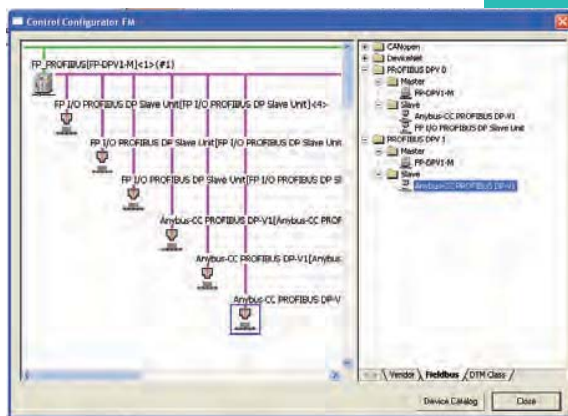 Control Configurator FM
FP_PROFIBUS[FP-DPV1-M]<1>(#1)
FP I/O PROFIBUS DP Slave Unit[FP I/O PROFIBUS DP Slave Unit]<4>
FP I/O PROFIBUS DP Slave Unit[FP I/O PROFIBUS DP Slave Unit
FP I/O PROFIBUS DP Slave Unit[FP I/O PROFIBUS DP Sl
Anybus-CC PROFIBUS DP-V1[Anybus-CC PROF
Anybus-CC PROFIBUS DP-V1[Anybus-
Anybus-CC PROFIBUS DP-V
CANopen
DeviceNet
PROFIBUS DPV 0
Master
FP-DPV1-M
Slave
Anybus-CC PROFIBUS DP-V1
FP I/O PROFIBUS DP Slave Unit
PROFIBUS DPV 1
Master
FP-DPV1-M
Slave
Anybus-CC PROFIBUS DP-V1
Vendor Fieldbus DTM Class
Device Catalog Close